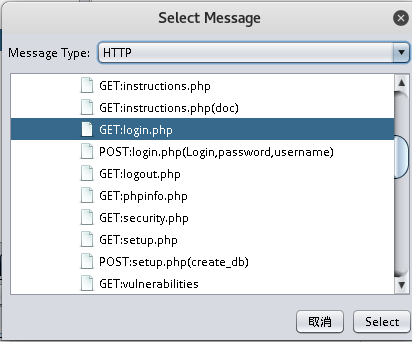 Select Message
Message Type: HTTP
GET:instructions.php
GET:instructions.php(doc)
GET:login.php
POST:login.php(Login,password,username)
GET:logout.php
GET:phpinfo.php
GET:security.php
GET:setup.php
POST:setup.php(create_db)
GET:vulnerabilities
取消 Select